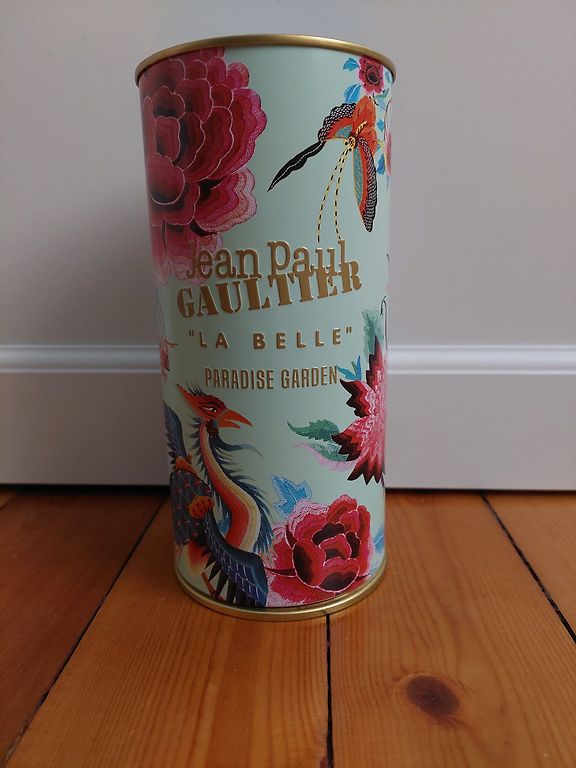 Jean Paul
GAULTIER
"LA BELLE"
PARADISE GARDEN